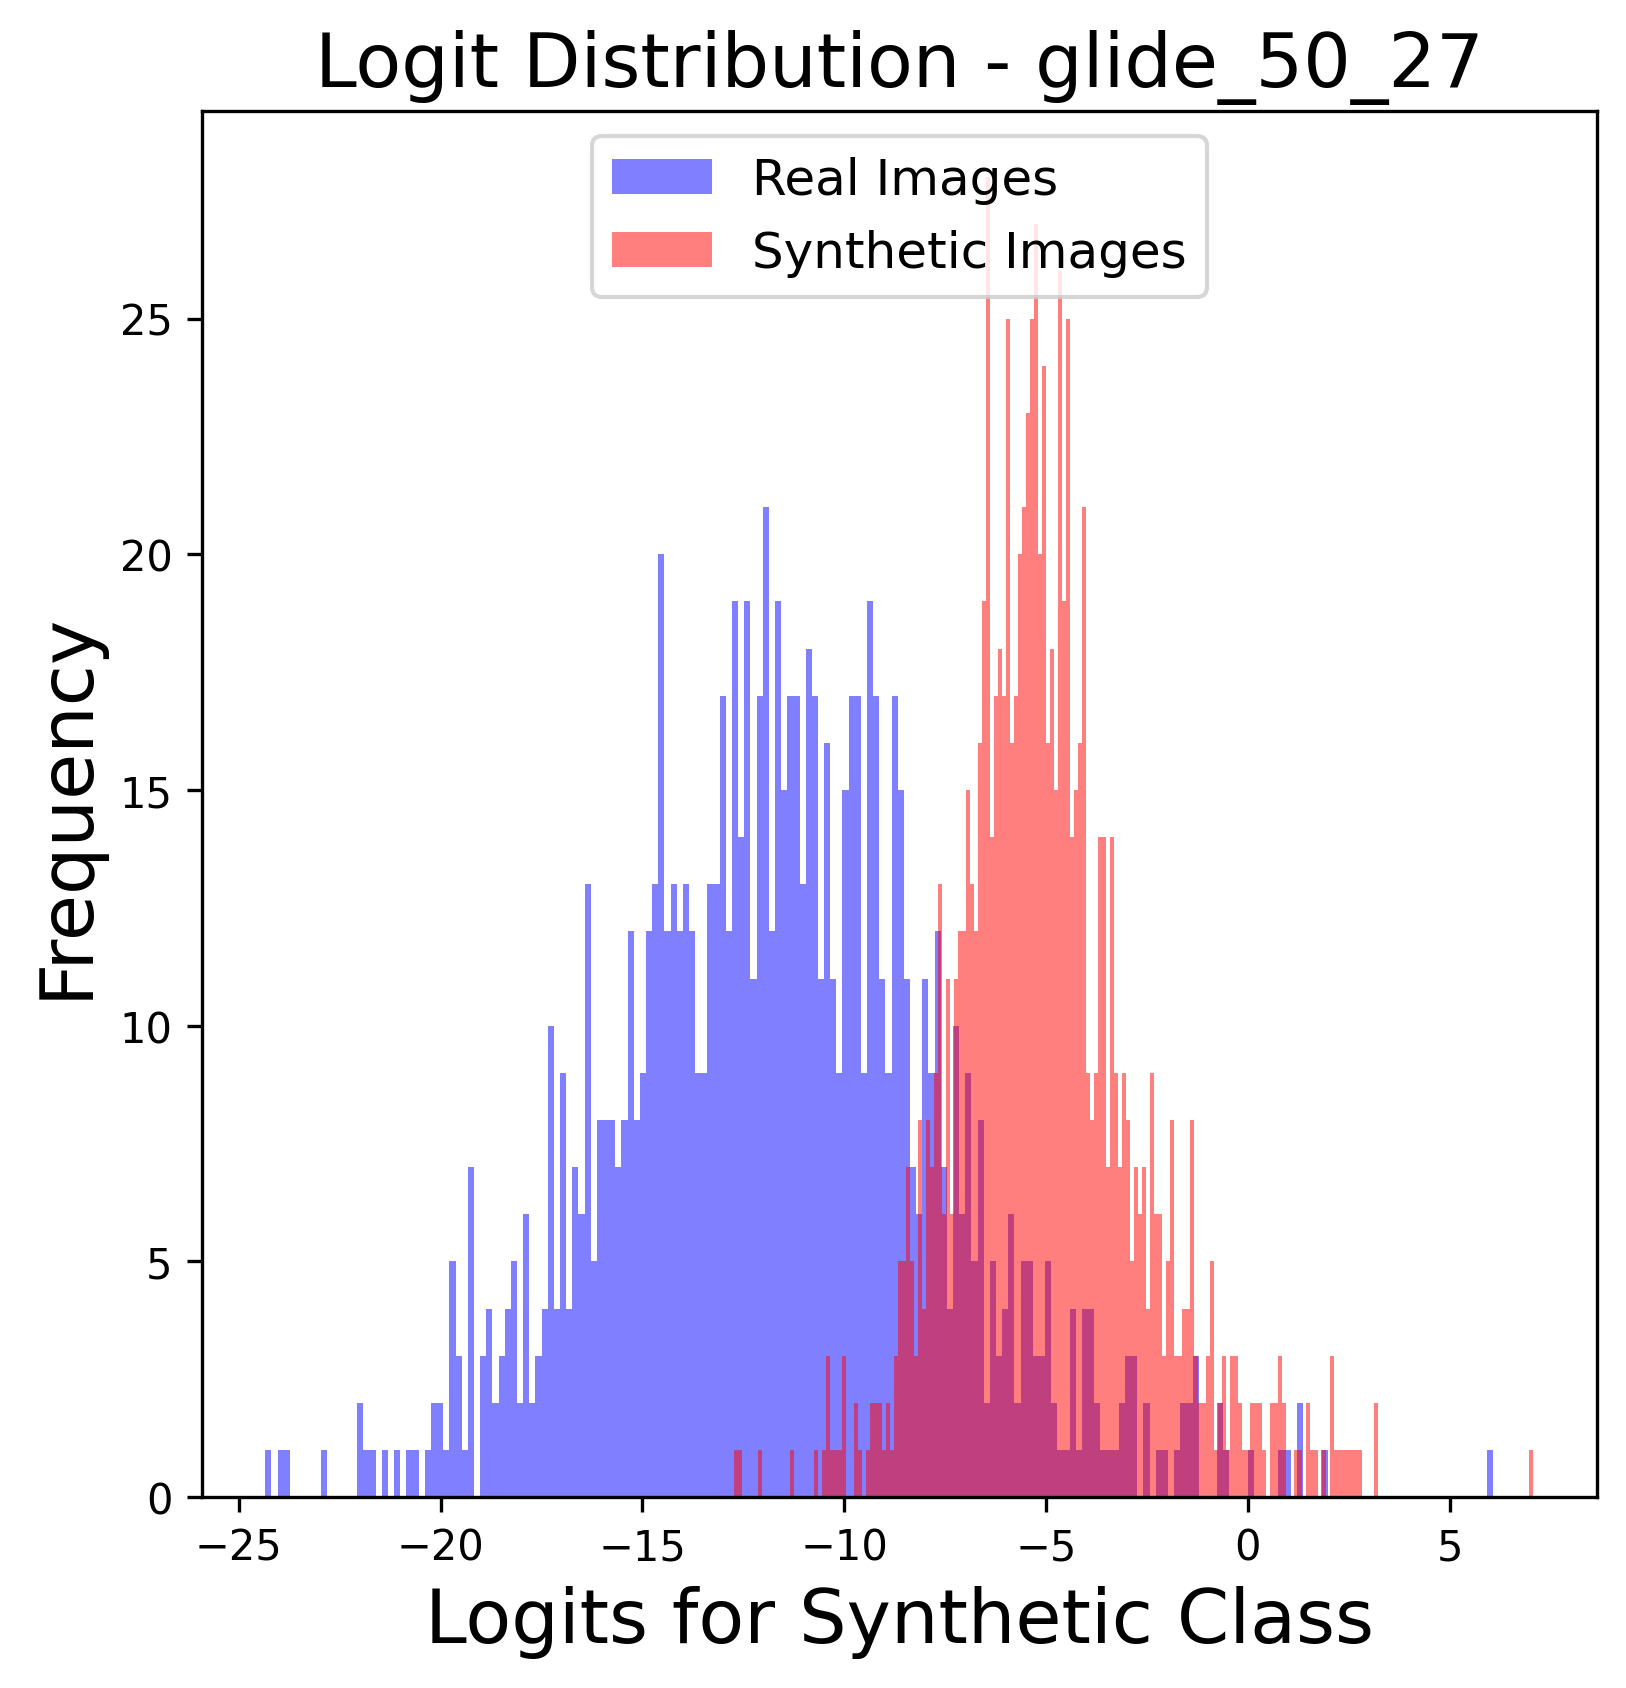 Logit Distribution - glide_50_27
Real Images
Synthetic Images
25
20
15
10
5
0
Frequency
−25 −20 −15 −10 −5 0 5
Logits for Synthetic Class